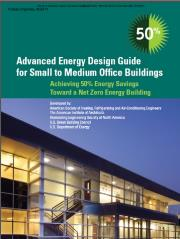 50%
Advanced Energy Design Guide
for Small to Medium Office Buildings
Achieving 50% Energy Savings
Toward a Net Zero Energy Building
Developed by:
American Society of Heating, Refrigerating and Air-Conditioning Engineers
The American Institute of Architects
Illuminating Engineering Society of North America
U.S. Green Building Council
U.S. Department of Energy